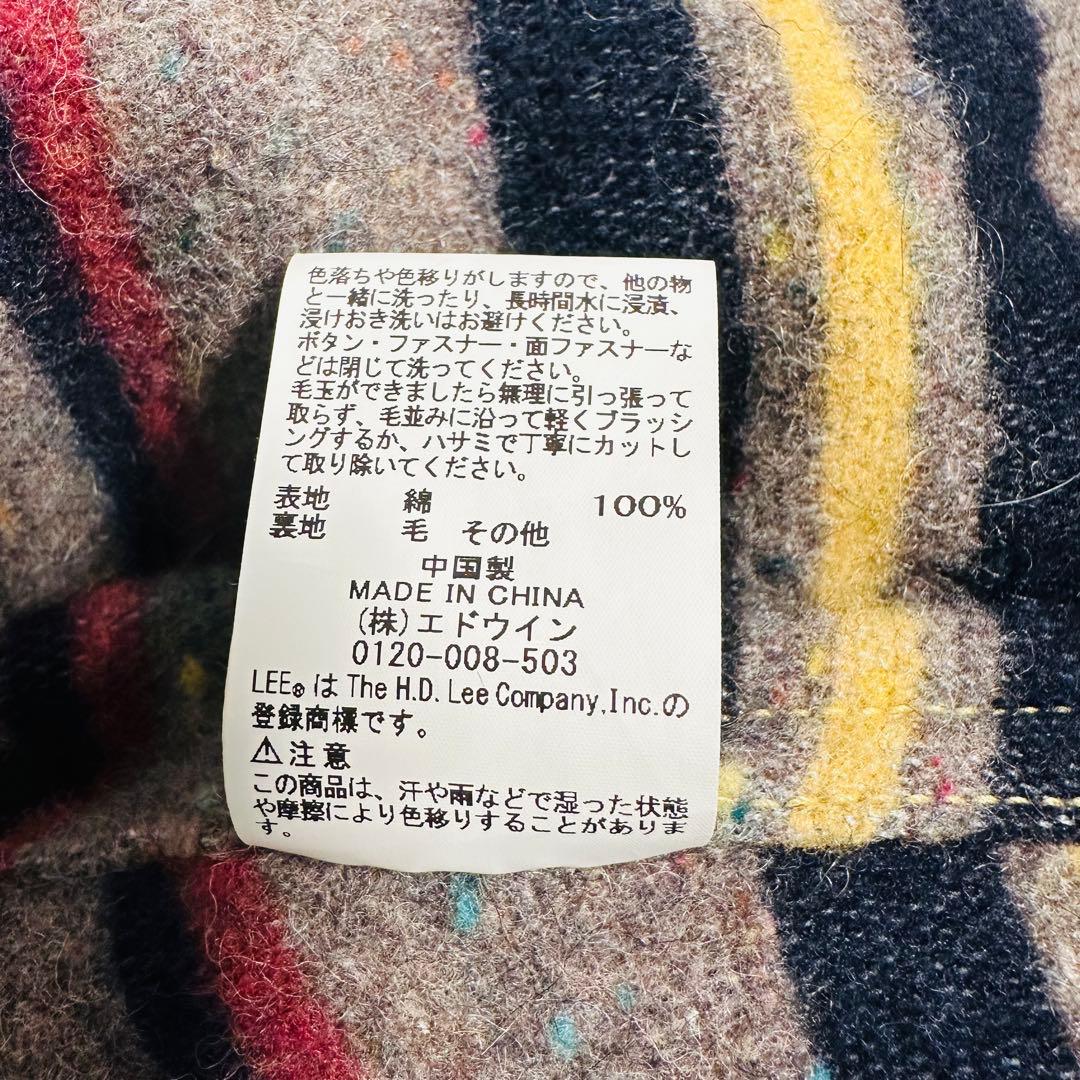 色落ちや色移りがしますので、他の物
と一緒に洗ったり、長時間水に浸漬、
浸けおき洗いはお避けください。
ボタン・ファスナー・面ファスナーな
どは閉じて洗ってください。
毛玉ができましたら無理に引っ張って
取らず、毛並みに沿って軽くブラッシ
ングするか、ハサミで丁寧にカットし
て取り除いてください。
表地 綿 100%
裏地 毛 その他
中国製
MADE IN CHINA
(株)エドウイン
0120-008-503
LEE®は The H.D. Lee Company,Inc.の
登録商標です。
⚠注意
この商品は、汗や雨などで湿った状態
や摩擦により色移りすることがありま
す。